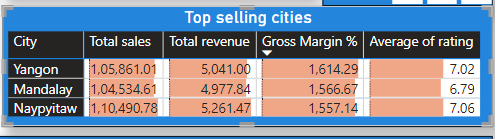 Top selling cities
City Total sales Total revenue Gross Margin % Average of rating
Yangon 1,05,861.01 5,041.00 1,614.29 7.02
Mandalay 1,04,534.61 4,977.84 1,566.67 6.79
Naypyitaw 1,10,490.78 5,261.47 1,557.14 7.06